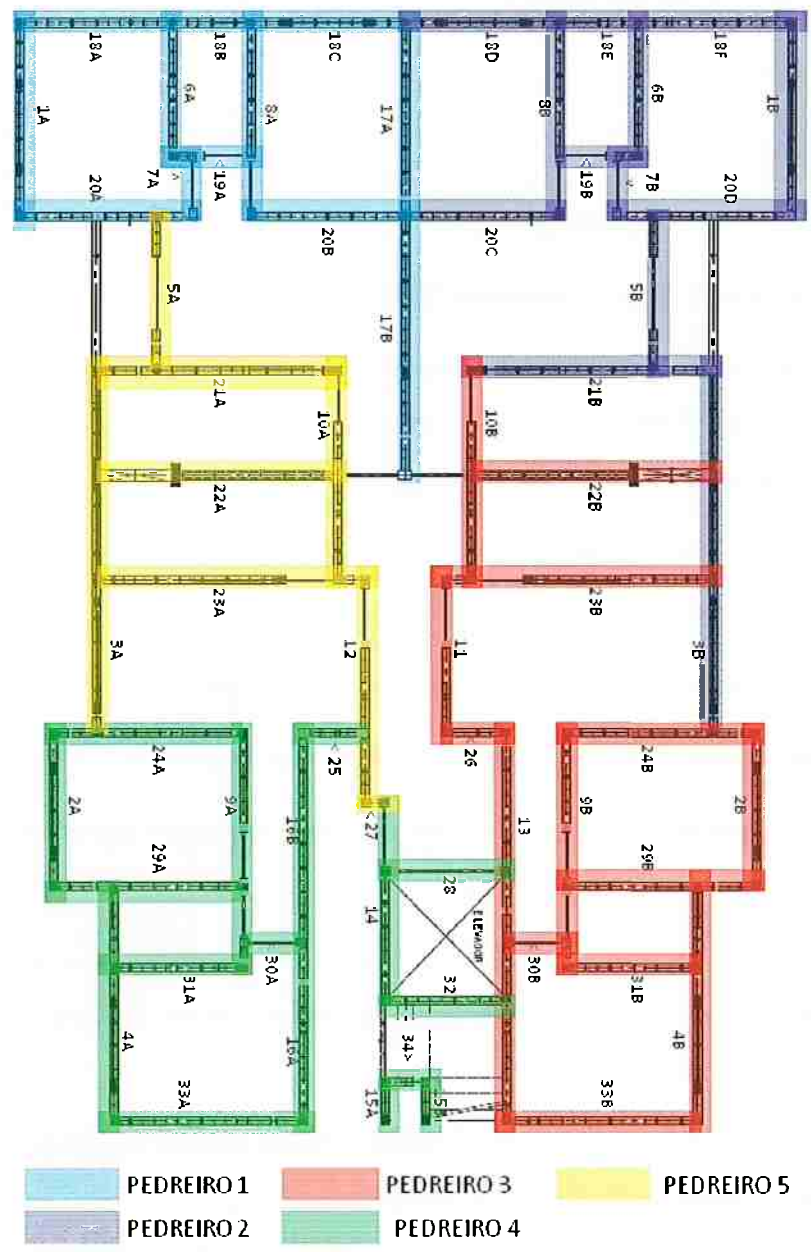 18A
18B
18C
18D
18E
18F
1A
6A
8A
17A
8B
6B
1B
20A
7A
<19A
<19B
7B
20D
20B
20C
5A
17B
5B
21A
10A
10B
21B
22A
22B
23A
23B
3A
12
11
3B
24A
<25
<26
24B
2A
9A
16B
<27
13
9B
2B
29A
28
29B
14
ELEVADOR
31A
30A
32
30B
31B
4A
16A
34>
4B
33A
15A
33B
PEDREIRO 1
PEDREIRO 3
PEDREIRO 5
PEDREIRO 2
PEDREIRO 4